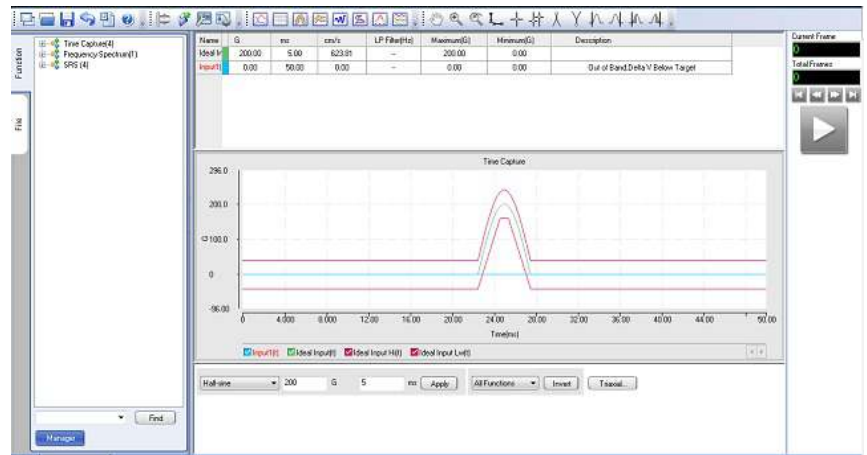 Function
File
Time Capture(4)
Frequency Spectrum(1)
SRS (4)
Find
Manager
Name G ms cm/s LP Filter(Hz) Maximum(G) Minimum(G) Description
Ideal In 200.00 5.00 623.81 -- 200.00 0.00
Input1( 0.00 50.00 0.00 -- 0.00 0.00 Out of Band.Delta V Below Target
Time Capture
296.0
200.0
G 100.0
0
-96.00
0 4.000 8.000 12.00 16.00 20.00 24.00 28.00 32.00 36.00 40.00 44.00 50.00
Time(ms)
Input1(t) Ideal Input(t) Ideal Input Hi(t) Ideal Input Lw(t)
Half-sine 200 G 5 ms Apply All Functions Invert Triaxial...
Current Frame
0
Total Frames
0